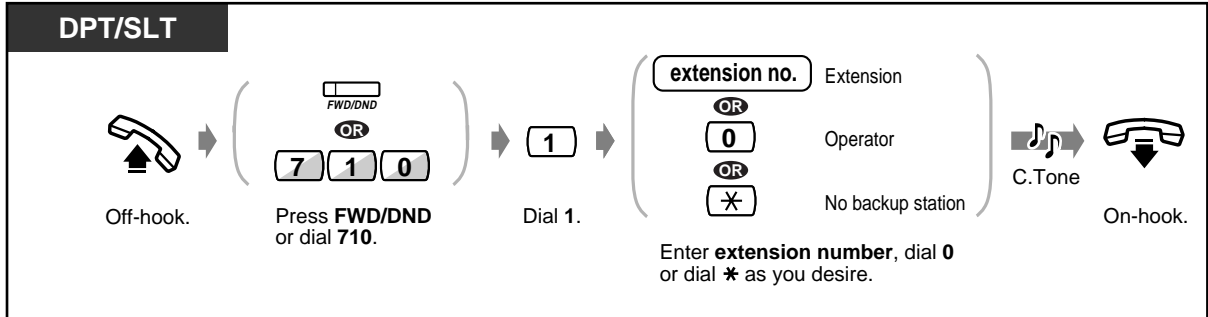 DPT/SLT
FWD/DND
OR
7 1 0
1
extension no. Extension
OR
0 Operator
OR
✱ No backup station
C.Tone
Off-hook.
Press FWD/DND
or dial 710.
Dial 1.
Enter extension number, dial 0
or dial ✱ as you desire.
On-hook.